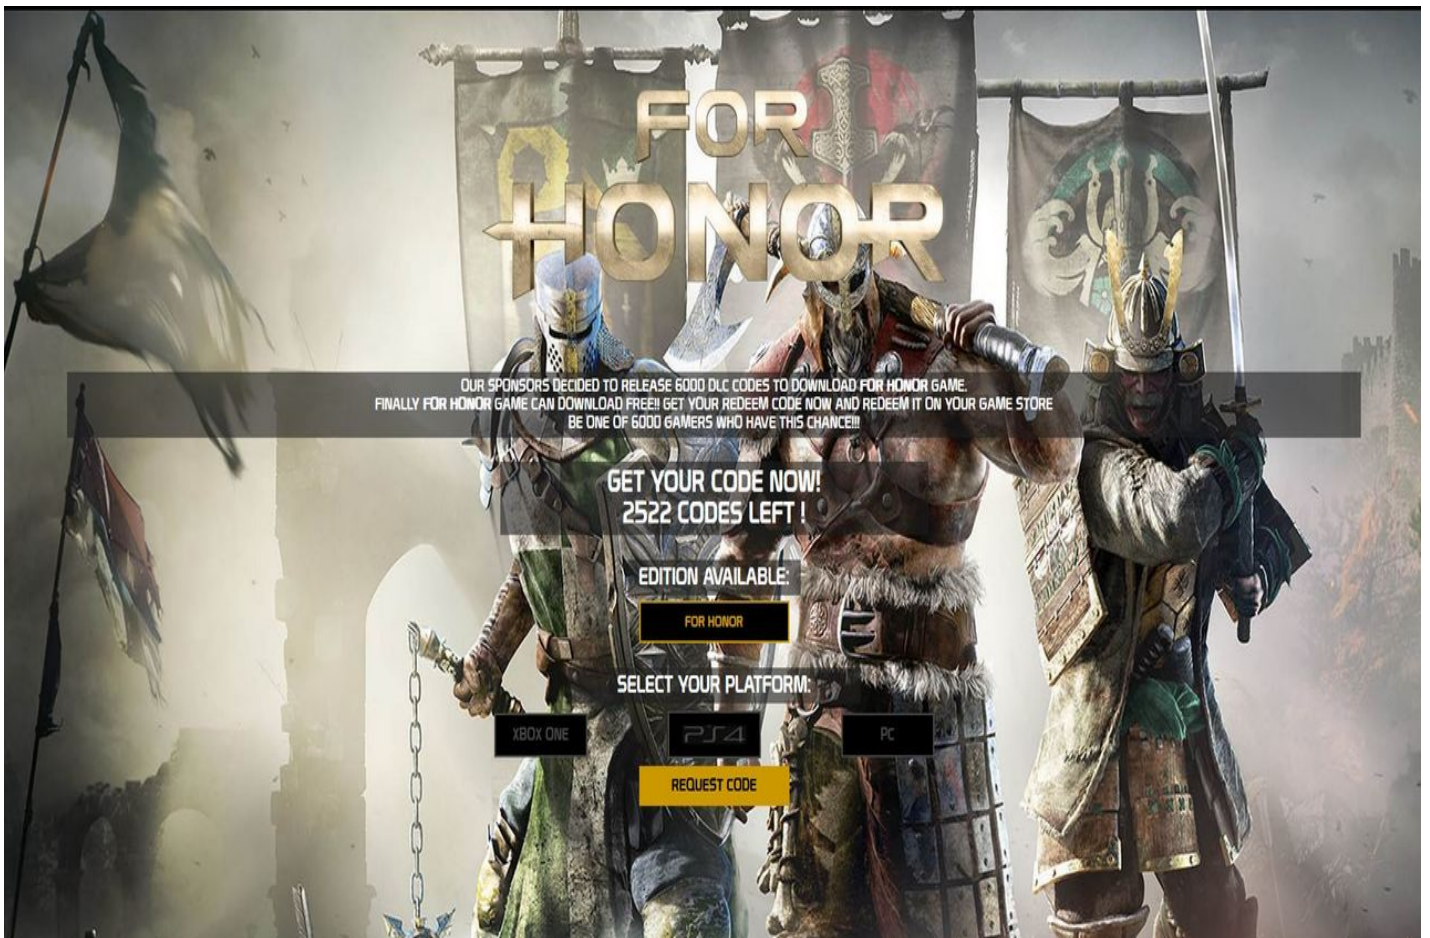 FOR
HONOR
OUR SPONSORS DECIDED TO RELEASE 6000 DLC CODES TO DOWNLOAD FOR HONOR GAME.
FINALLY FOR HONOR GAME CAN DOWNLOAD FREE!! GET YOUR REDEEM CODE NOW AND REDEEM IT ON YOUR GAME STORE
BE ONE OF 6000 GAMERS WHO HAVE THIS CHANCE!!!
GET YOUR CODE NOW!
2522 CODES LEFT !
EDITION AVAILABLE:
FOR HONOR
SELECT YOUR PLATFORM:
XBOX ONE PS4 PC
REQUEST CODE